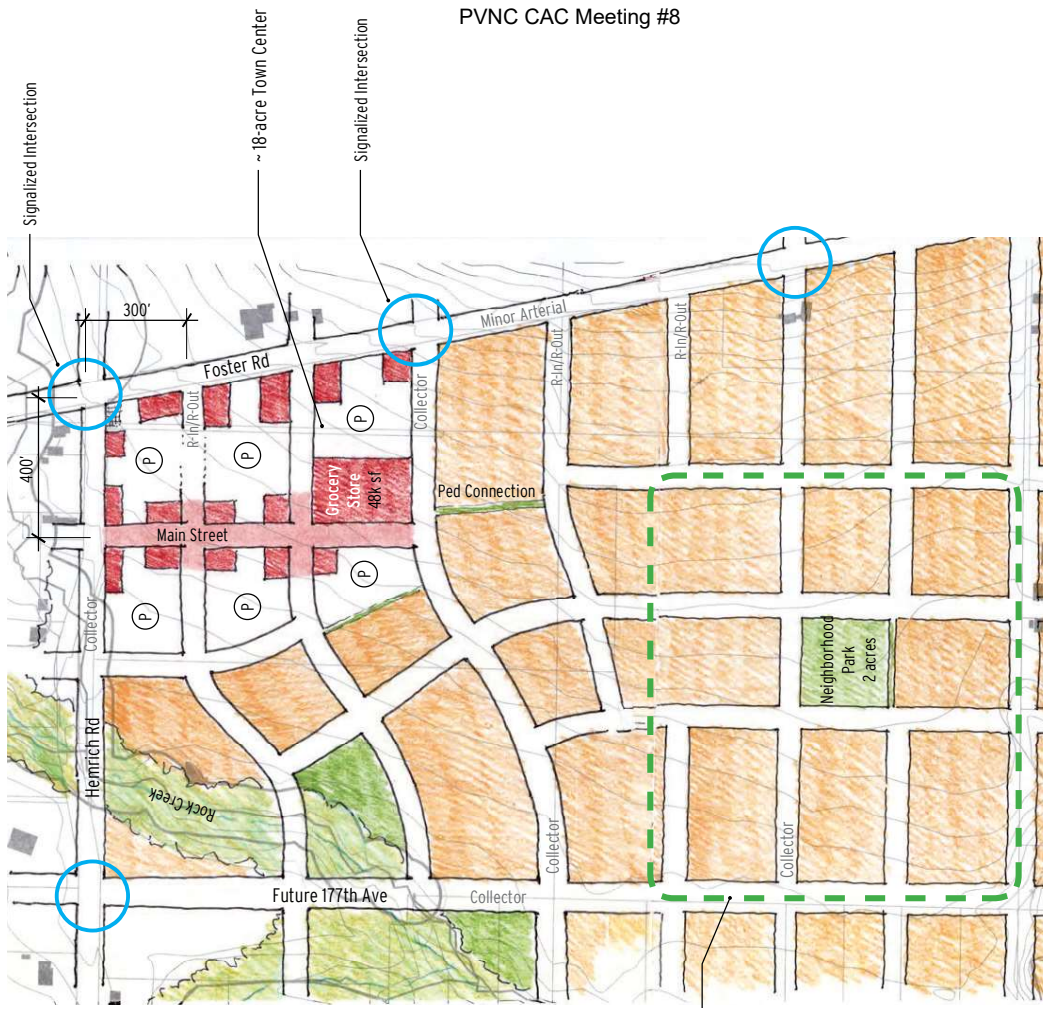 PVNC CAC Meeting #8
Signalized Intersection
~ 18-acre Town Center
Signalized Intersection
300'
400'
Foster Rd
Minor Arterial
R-In/R-Out
R-In/R-Out
R-In/R-Out
Collector
P
P
P
P
P
P
Grocery
Store
48k sf
Main Street
Ped Connection
Collector
Hemrich Rd
Rock Creek
Neighborhood
Park
2 acres
Collector
Collector
Future 177th Ave
Collector